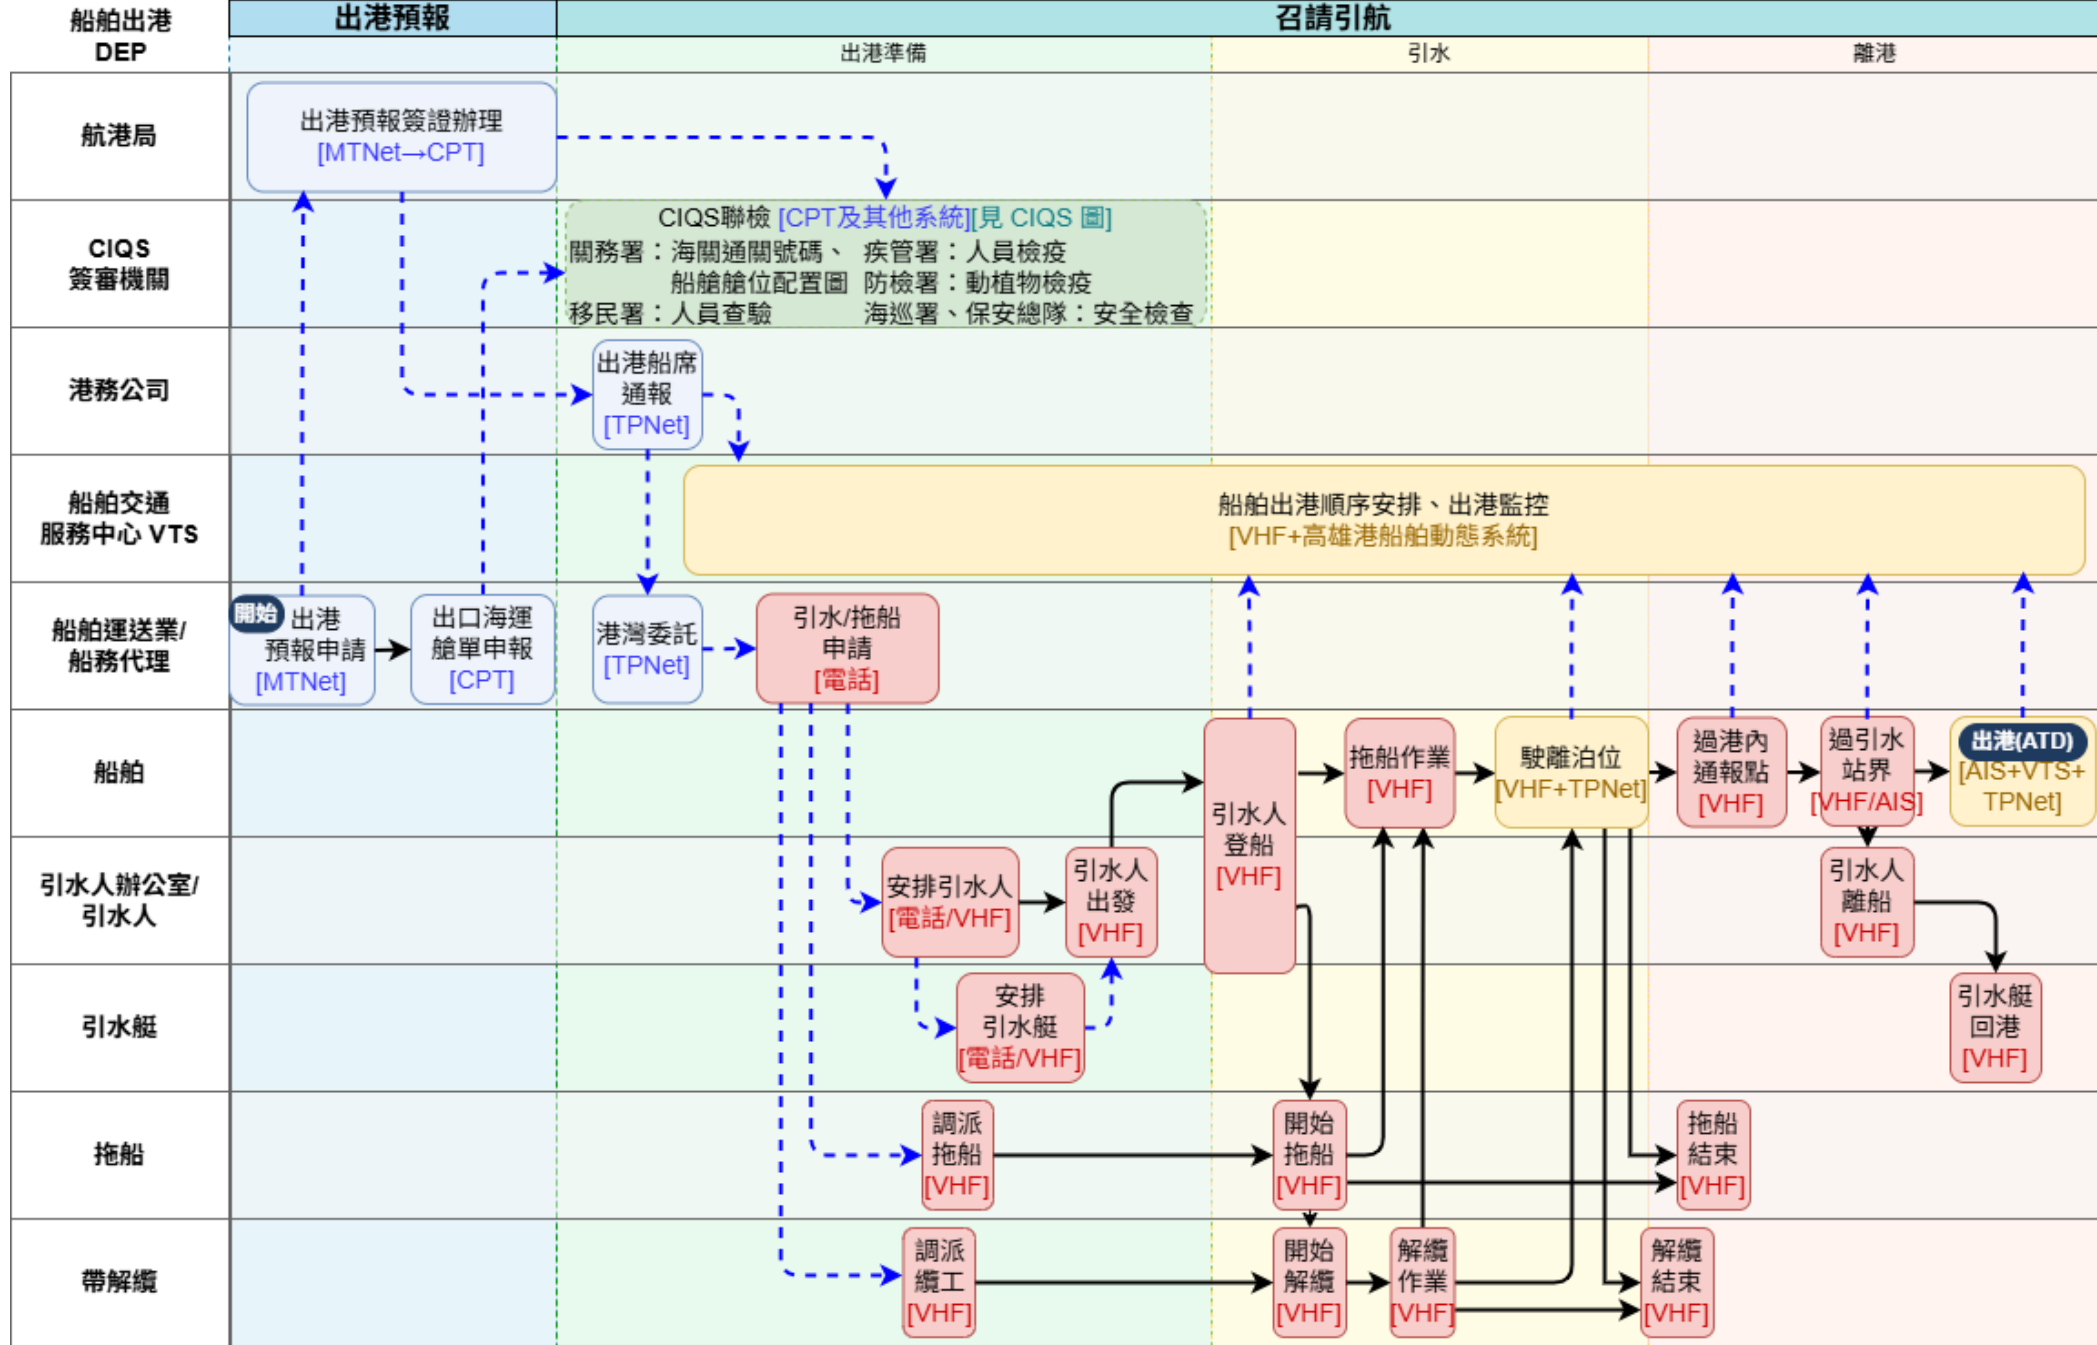 船舶出港
DEP
出港預報
召請引航
出港準備
引水
離港
航港局
出港預報簽證辦理
[MTNet→CPT]
CIQS
簽審機關
CIQS聯檢 [CPT及其他系統][見 CIQS 圖]
關務署：海關通關號碼、 疾管署：人員檢疫
船艙艙位配置圖 防檢署：動植物檢疫
移民署：人員查驗 海巡署、保安總隊：安全檢查
港務公司
出港船席
通報
[TPNet]
船舶交通
服務中心 VTS
船舶出港順序安排、出港監控
[VHF+高雄港船舶動態系統]
船舶運送業/
船務代理
開始
出港
預報申請
[MTNet]
出口海運
艙單申報
[CPT]
港灣委託
[TPNet]
引水/拖船
申請
[電話]
船舶
引水人
登船
[VHF]
拖船作業
[VHF]
駛離泊位
[VHF+TPNet]
過港內
通報點
[VHF]
過引水
站界
[VHF/AIS]
出港(ATD)
[AIS+VTS+
TPNet]
引水人辦公室/
引水人
安排引水人
[電話/VHF]
引水人
出發
[VHF]
引水人
離船
[VHF]
引水艇
安排
引水艇
[電話/VHF]
引水艇
回港
[VHF]
拖船
調派
拖船
[VHF]
開始
拖船
[VHF]
拖船
結束
[VHF]
帶解纜
調派
纜工
[VHF]
開始
解纜
[VHF]
解纜
作業
[VHF]
解纜
結束
[VHF]